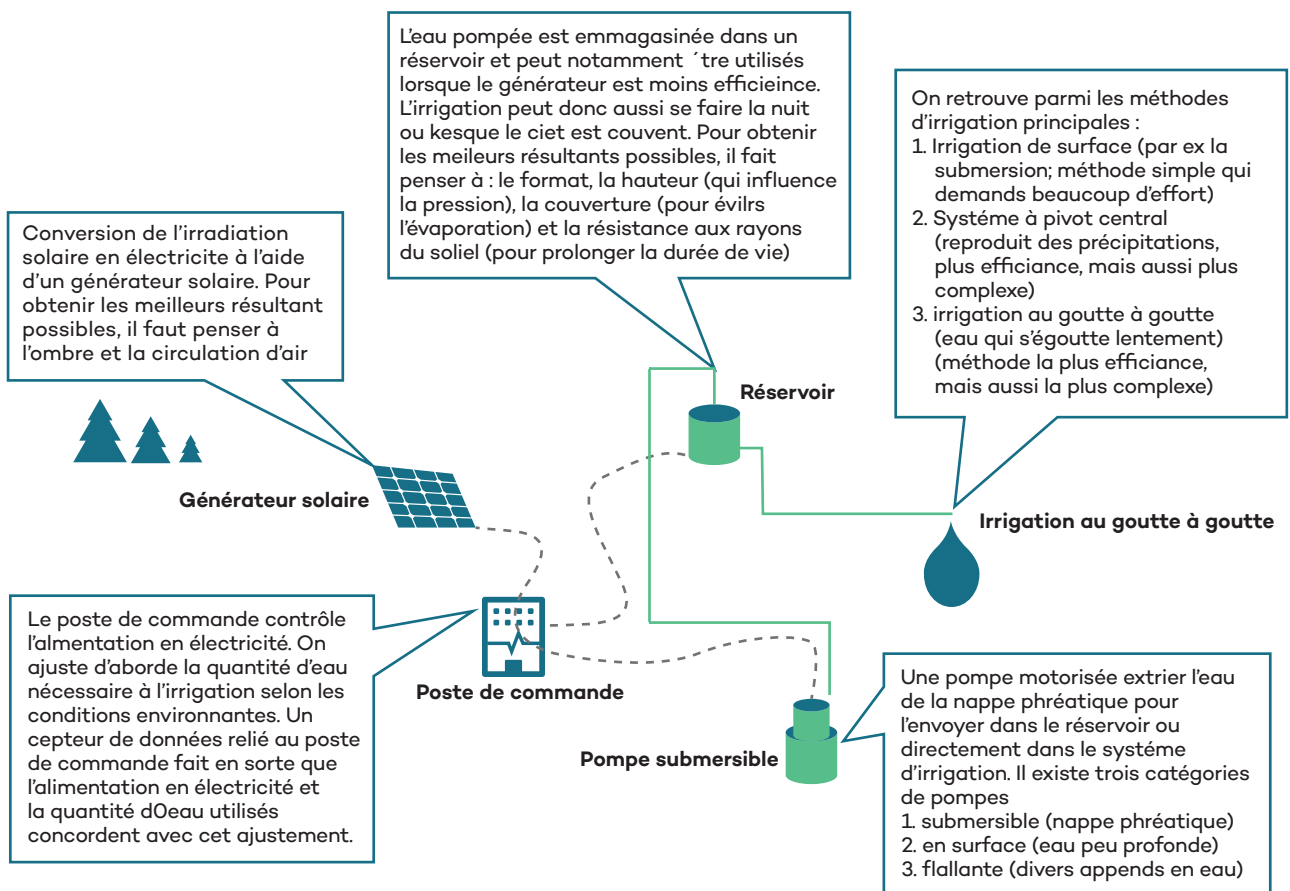 L'eau pompée est emmagasinée dans un
réservoir et peut notamment ´tre utilisés
lorsque le générateur est moins efficieince.
L'irrigation peut donc aussi se faire la nuit
ou kesque le ciet est couvent. Pour obtenir
les meileurs résultants possibles, il fait
penser à : le format, la hauteur (qui influence
la pression), la couverture (pour évilrs
l'évaporation) et la résistance aux rayons
du soliel (pour prolonger la durée de vie)
On retrouve parmi les méthodes
d'irrigation principales :
1. Irrigation de surface (par ex la
submersion; méthode simple qui
demands beaucoup d'effort)
2. Systéme à pivot central
(reproduit des précipitations,
plus efficiance, mais aussi plus
complexe)
3. irrigation au goutte à goutte
(eau qui s'égoutte lentement)
(méthode la plus efficiance,
mais aussi la plus complexe)
Conversion de l'irradiation
solaire en électricite à l'aide
d'un générateur solaire. Pour
obtenir les meilleurs résultant
possibles, il faut penser à
l'ombre et la circulation d'air
Réservoir
Générateur solaire
Irrigation au goutte à goutte
Le poste de commande contrôle
l'almentation en électricité. On
ajuste d'aborde la quantité d'eau
nécessaire à l'irrigation selon les
conditions environnantes. Un
cepteur de données relié au poste
de commande fait en sorte que
l'alimentation en électricité et
la quantité d0eau utilisés
concordent avec cet ajustement.
Poste de commande
Pompe submersible
Une pompe motorisée extrier l'eau
de la nappe phréatique pour
l'envoyer dans le réservoir ou
directement dans le systéme
d'irrigation. Il existe trois catégories
de pompes
1. submersible (nappe phréatique)
2. en surface (eau peu profonde)
3. flallante (divers appends en eau)